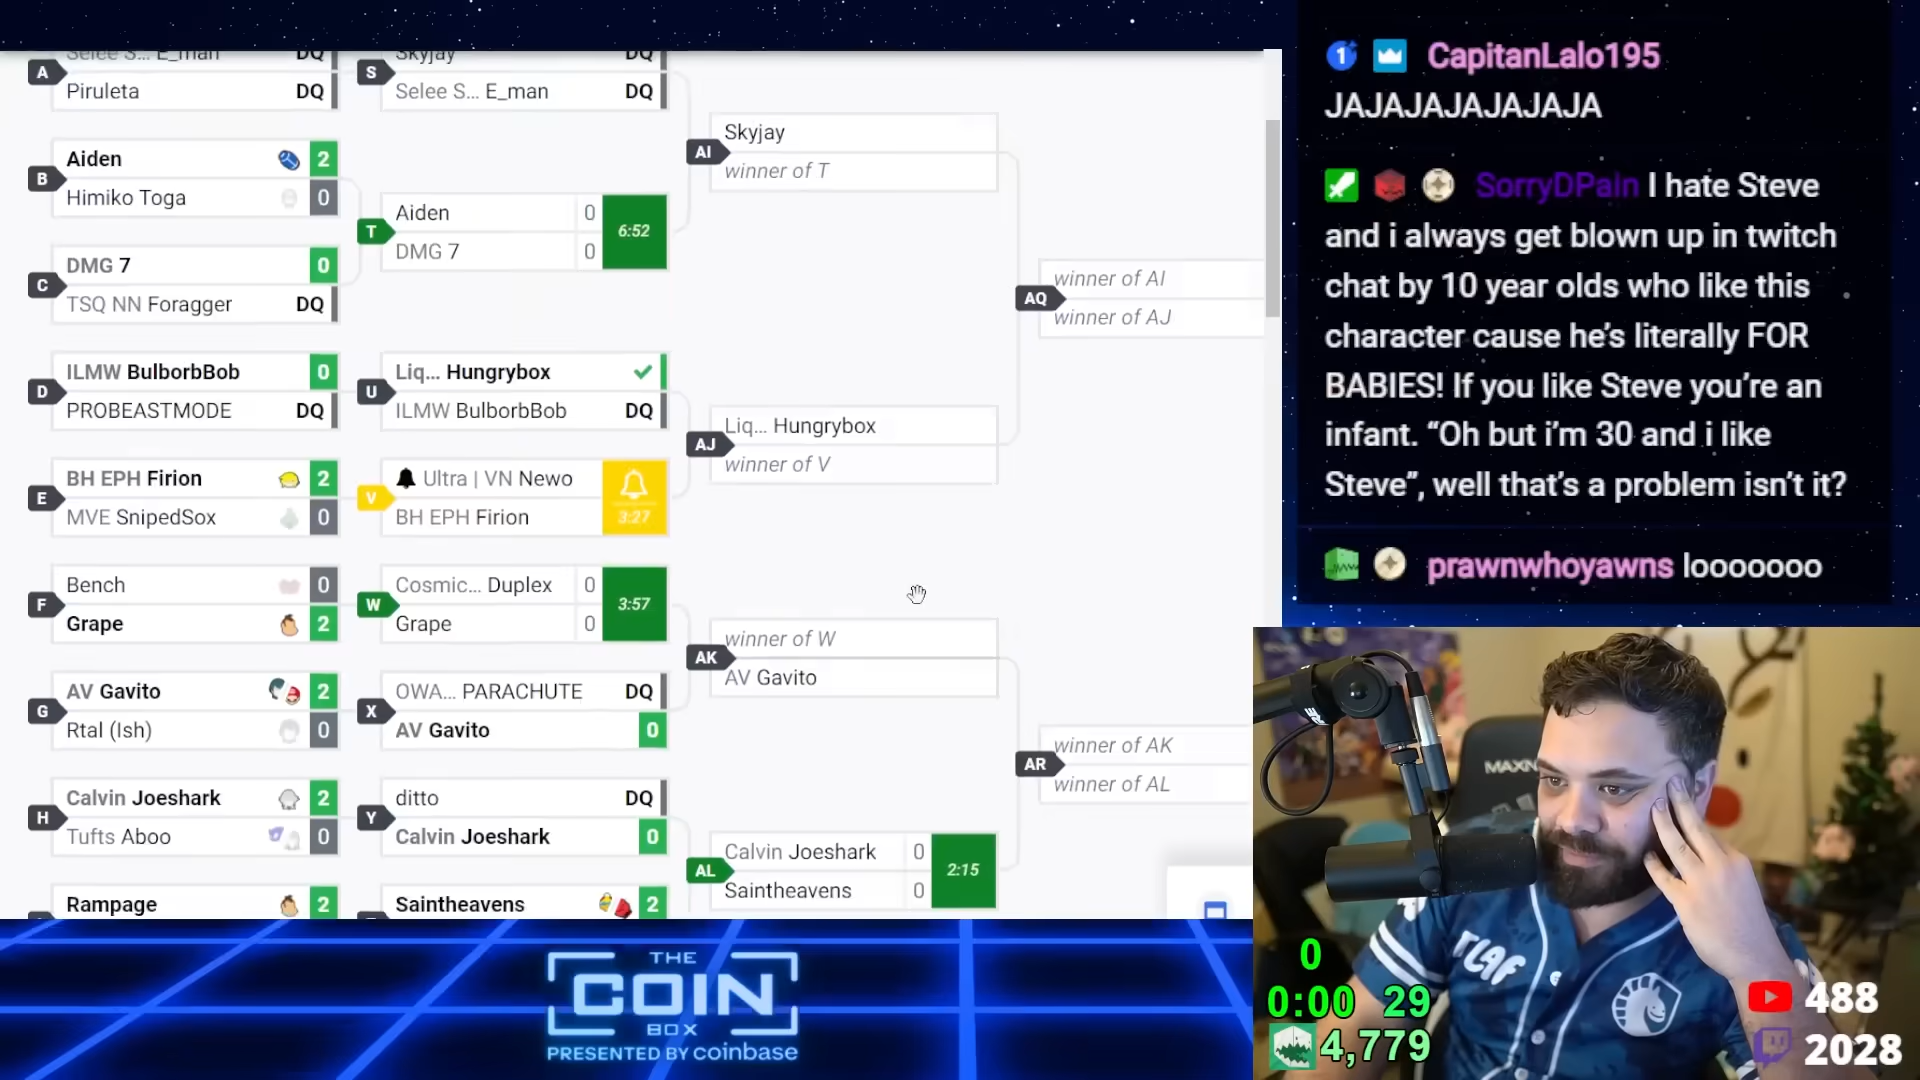 A
Selee S... E_man DQ
Piruleta DQ
B
Aiden 2
Himiko Toga 0
C
DMG 7 0
TSQ NN Foragger DQ
D
ILMW BulborbBob 0
PROBEASTMODE DQ
E
BH EPH Firion 2
MVE SnipedSox 0
F
Bench 0
Grape 2
G
AV Gavito 2
Rtal (Ish) 0
H
Calvin Joeshark 2
Tufts Aboo 0
Rampage 2
S
Skyjay DQ
Selee S... E_man DQ
T
Aiden 0
DMG 7 0
6:52
U
Liq... Hungrybox
ILMW BulborbBob DQ
V
Ultra | VN Newo
BH EPH Firion
3:27
W
Cosmic... Duplex 0
Grape 0
3:57
X
OWA... PARACHUTE DQ
AV Gavito 0
Y
ditto DQ
Calvin Joeshark 0
Saintheavens 2
AI
Skyjay
winner of T
AJ
Liq... Hungrybox
winner of V
AK
winner of W
AV Gavito
AL
Calvin Joeshark 0
Saintheavens 0
2:15
AQ
winner of AI
winner of AJ
AR
winner of AK
winner of AL
THE
COIN
BOX
PRESENTED BY coinbase
1 CapitanLalo195
JAJAJAJAJAJAJA
SorryDPaIn I hate Steve
and i always get blown up in twitch
chat by 10 year olds who like this
character cause he's literally FOR
BABIES! If you like Steve you're an
infant. “Oh but i'm 30 and i like
Steve”, well that's a problem isn't it?
prawnwhoyawns looooooo
MAXN
0
0:00 29
4,779
488
2028